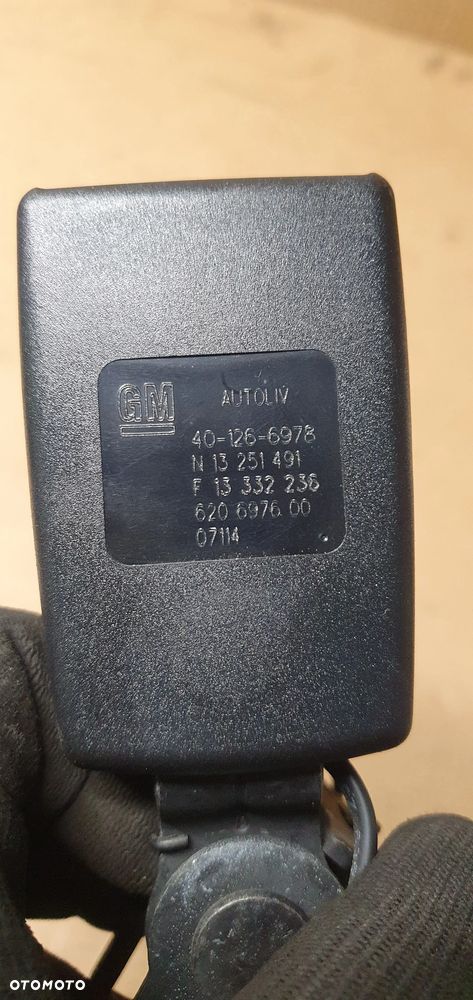 GM AUTOLIV
40-126-6978
N 13 251 491
F 13 332 236
620 6976 00
07114
OTOMOTO